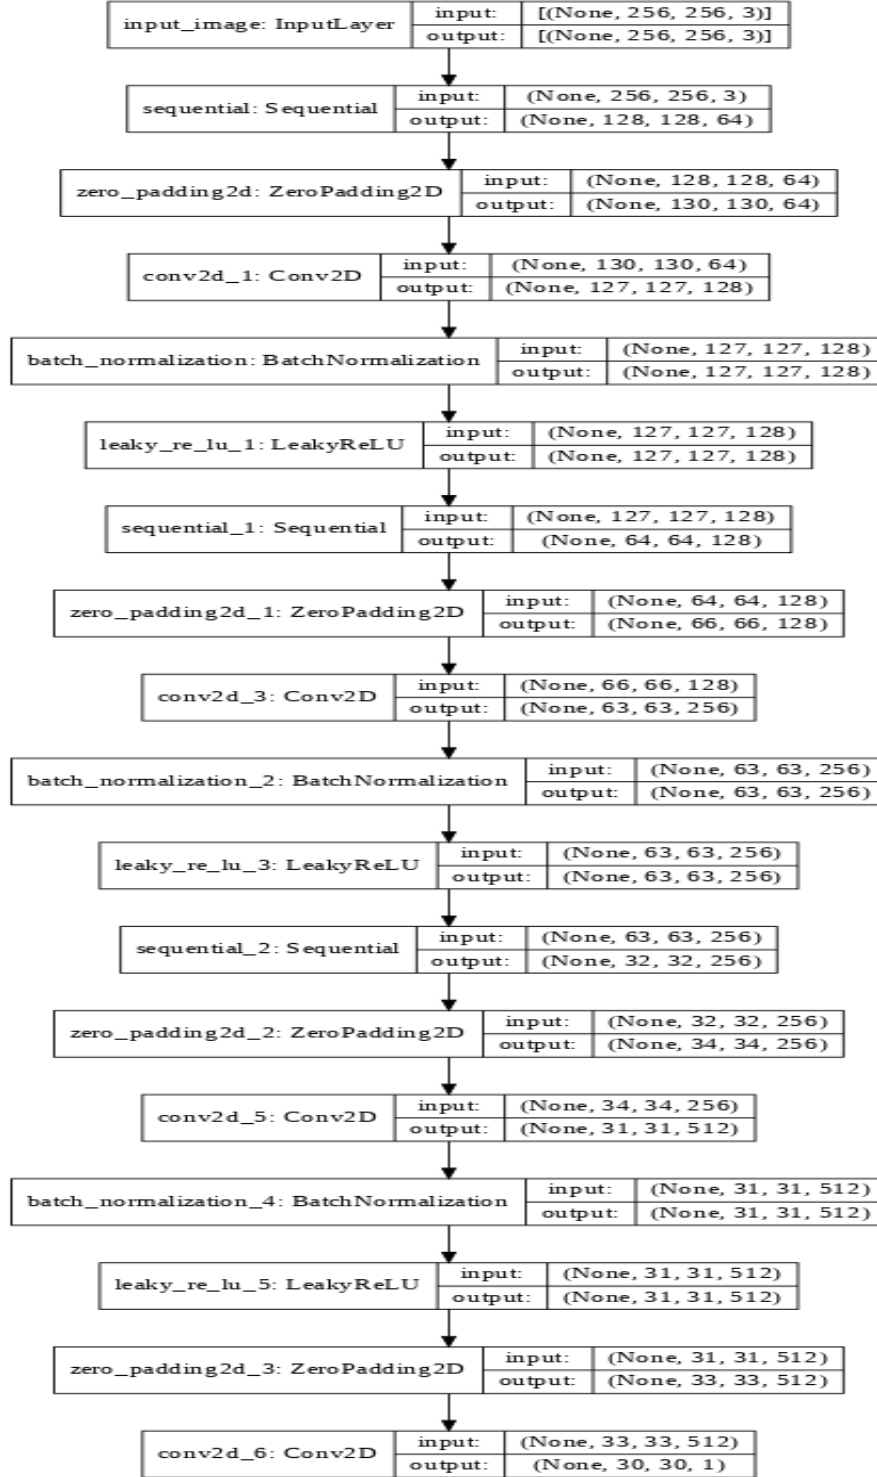 input_image: InputLayer
input: [(None, 256, 256, 3)]
output: [(None, 256, 256, 3)]
sequential: Sequential
input: (None, 256, 256, 3)
output: (None, 128, 128, 64)
zero_padding2d: ZeroPadding2D
input: (None, 128, 128, 64)
output: (None, 130, 130, 64)
conv2d_1: Conv2D
input: (None, 130, 130, 64)
output: (None, 127, 127, 128)
batch_normalization: BatchNormalization
input: (None, 127, 127, 128)
output: (None, 127, 127, 128)
leaky_re_lu_1: LeakyReLU
input: (None, 127, 127, 128)
output: (None, 127, 127, 128)
sequential_1: Sequential
input: (None, 127, 127, 128)
output: (None, 64, 64, 128)
zero_padding2d_1: ZeroPadding2D
input: (None, 64, 64, 128)
output: (None, 66, 66, 128)
conv2d_3: Conv2D
input: (None, 66, 66, 128)
output: (None, 63, 63, 256)
batch_normalization_2: BatchNormalization
input: (None, 63, 63, 256)
output: (None, 63, 63, 256)
leaky_re_lu_3: LeakyReLU
input: (None, 63, 63, 256)
output: (None, 63, 63, 256)
sequential_2: Sequential
input: (None, 63, 63, 256)
output: (None, 32, 32, 256)
zero_padding2d_2: ZeroPadding2D
input: (None, 32, 32, 256)
output: (None, 34, 34, 256)
conv2d_5: Conv2D
input: (None, 34, 34, 256)
output: (None, 31, 31, 512)
batch_normalization_4: BatchNormalization
input: (None, 31, 31, 512)
output: (None, 31, 31, 512)
leaky_re_lu_5: LeakyReLU
input: (None, 31, 31, 512)
output: (None, 31, 31, 512)
zero_padding2d_3: ZeroPadding2D
input: (None, 31, 31, 512)
output: (None, 33, 33, 512)
conv2d_6: Conv2D
input: (None, 33, 33, 512)
output: (None, 30, 30, 1)